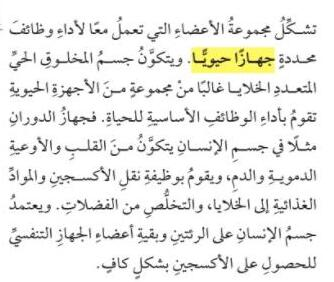 تشكِّلُ مجموعةُ الأعضاءِ التي تعملُ معًا لأداءِ وظائفَ
محددةٍ جهازًا حيويًّا. ويتكوَّنُ جسمُ المخلوقِ الحيِّ
المتعددِ الخلايا غالبًا منْ مجموعةٍ منَ الأجهزةِ الحيويةِ
تقومُ بأداءِ الوظائفِ الأساسيةِ للحياةِ. فجهازُ الدورانِ
مثلًا في جسمِ الإنسانِ يتكوَّنُ منَ القلبِ والأوعيةِ
الدمويةِ والدمِ، ويقومُ بوظيفةِ نقلِ الأكسجينِ والموادِّ
الغذائيةِ إلى الخلايا، والتخلُّصِ من الفضلاتِ. ويعتمدُ
جسمُ الإنسانِ على الرئتينِ وبقيةِ أعضاءِ الجهازِ التنفسيِّ
للحصولِ على الأكسجينِ بشكلٍ كافٍ.